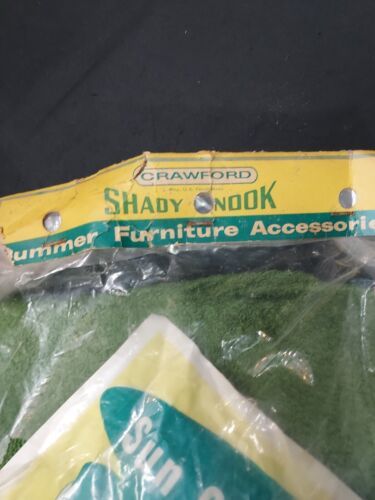 CRAWFORD
SHADY NOOK
Summer Furniture Accessorie
Sun